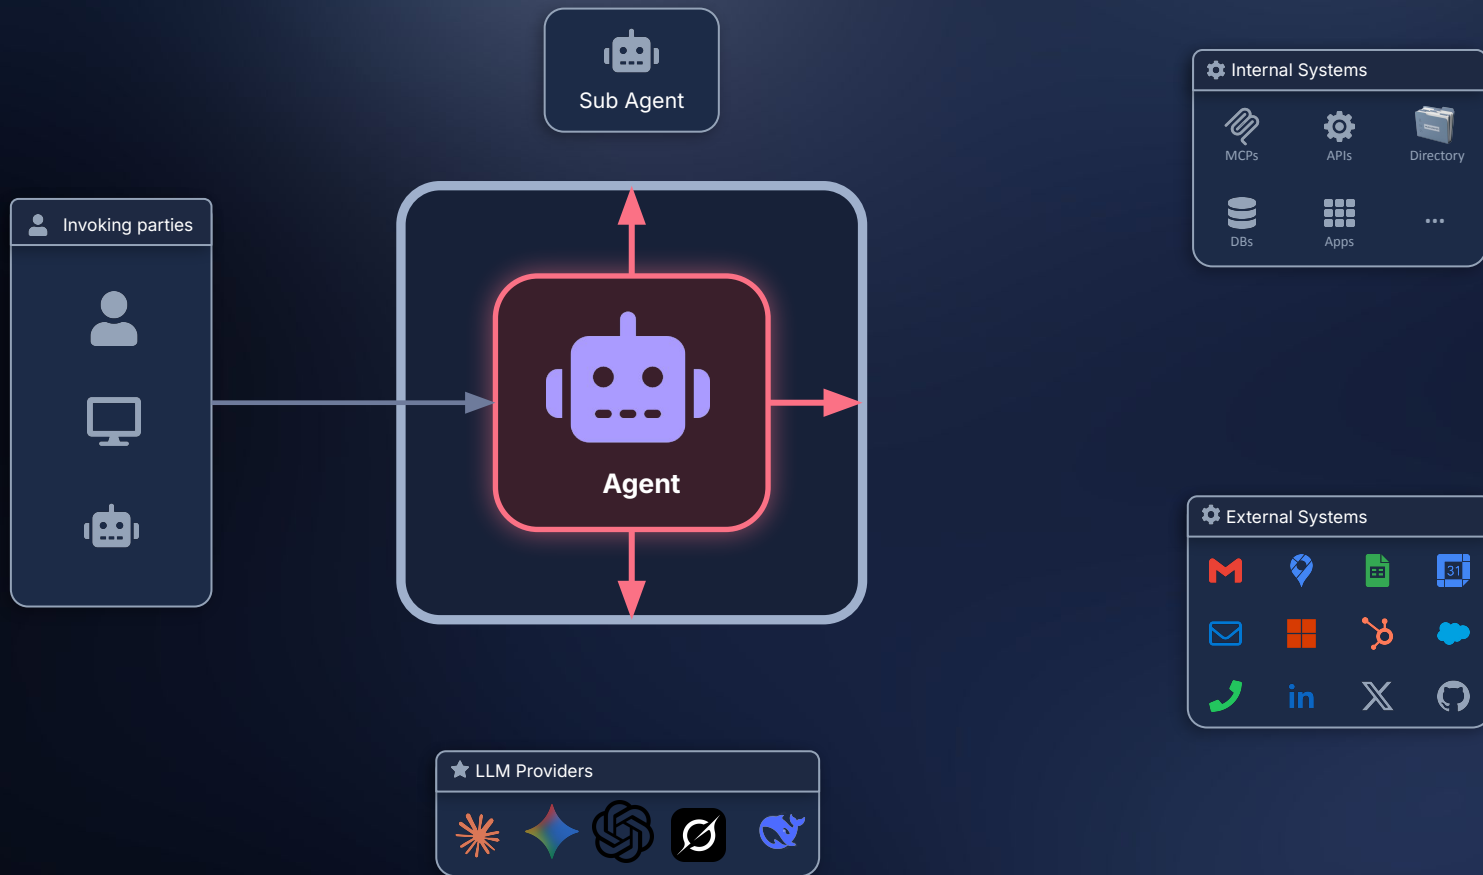 Sub Agent
Internal Systems
MCPs
APIs
Directory
DBs
Apps
...
Invoking parties
Agent
External Systems
31
in
X
LLM Providers